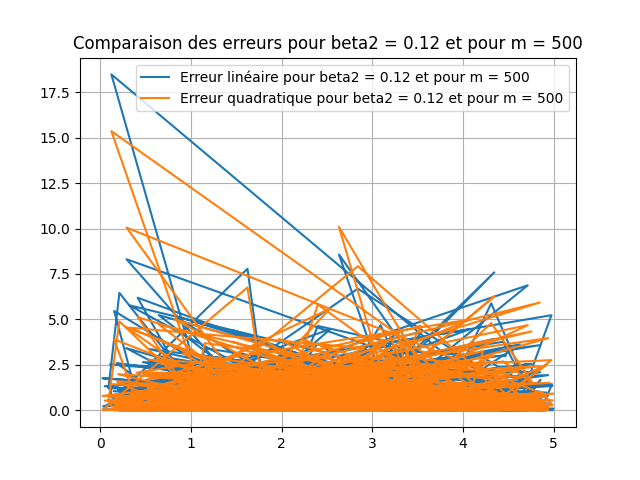 Comparaison des erreurs pour beta2 = 0.12 et pour m = 500
Erreur linéaire pour beta2 = 0.12 et pour m = 500
Erreur quadratique pour beta2 = 0.12 et pour m = 500
17.5
15.0
12.5
10.0
7.5
5.0
2.5
0.0
0 1 2 3 4 5